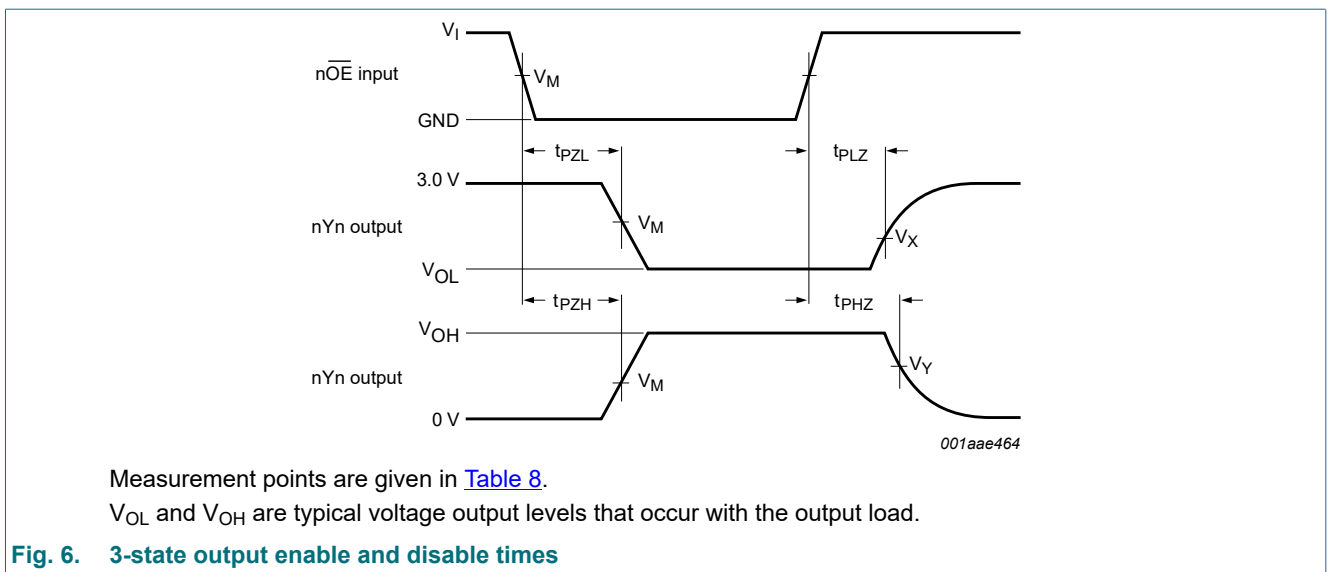 V_I
nOE input
V_M
GND
t_PZL
t_PLZ
3.0 V
nYn output
V_M
V_X
V_OL
t_PZH
t_PHZ
V_OH
nYn output
V_M
V_Y
0 V
001aae464
Measurement points are given in Table 8.
V_OL and V_OH are typical voltage output levels that occur with the output load.
Fig. 6. 3-state output enable and disable times